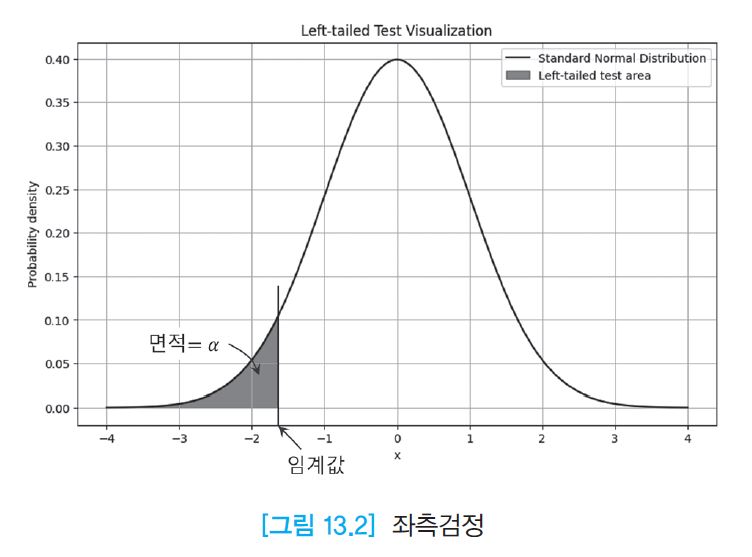 Left-tailed Test Visualization
Standard Normal Distribution
Left-tailed test area
Probability density
0.40
0.35
0.30
0.25
0.20
0.15
0.10
0.05
0.00
면적= α
−4 −3 −2 −1 0 1 2 3 4
x
임계값
[그림 13.2] 좌측검정